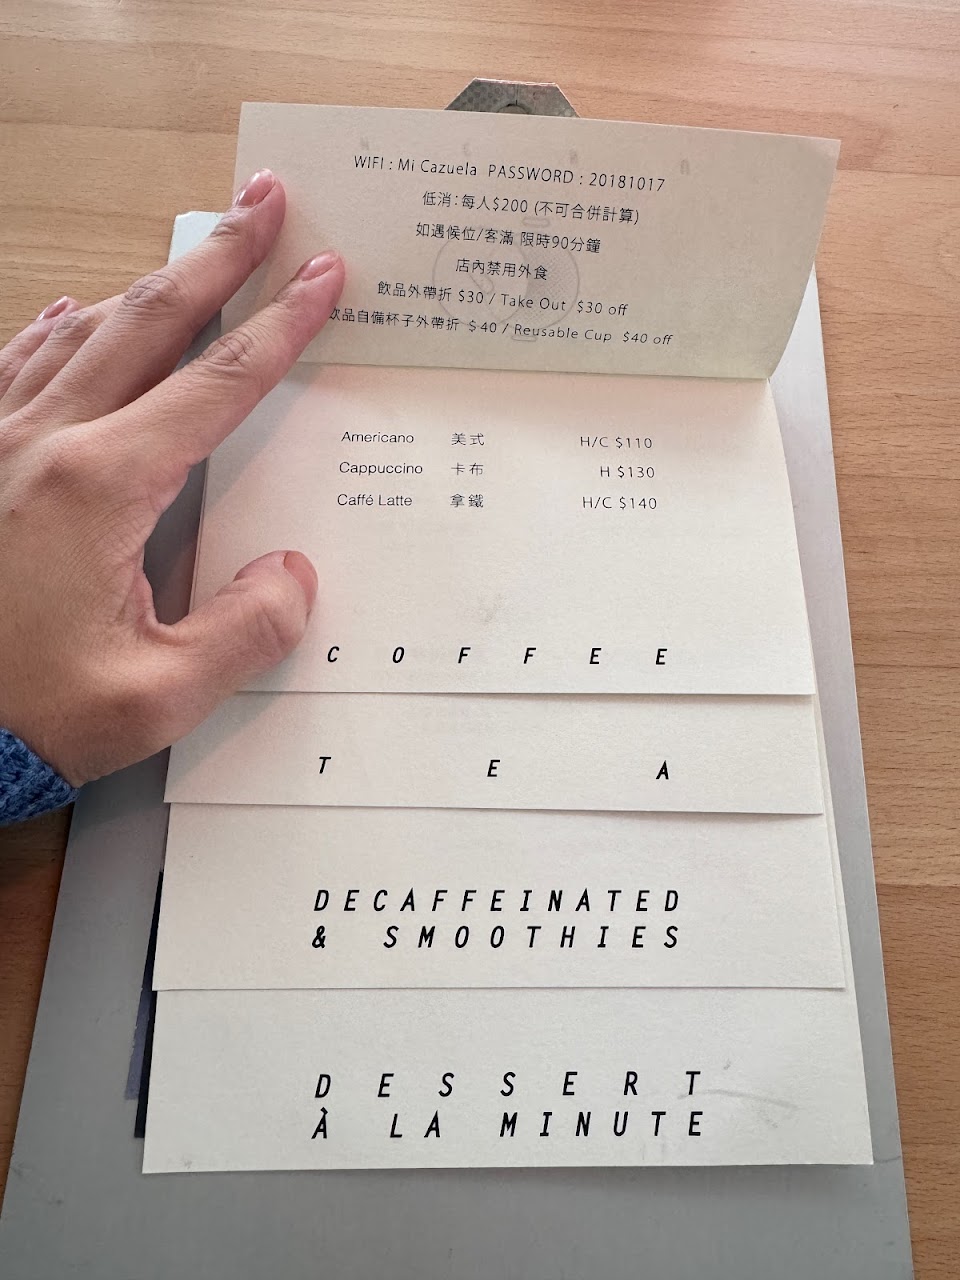 WIFI : Mi Cazuela PASSWORD : 20181017
低消：每人$200 (不可合併計算)
如遇候位/客滿 限時90分鐘
店內禁用外食
飲品外帶折 $30 / Take Out $30 off
飲品自備杯子外帶折 $40 / Reusable Cup $40 off
Americano 美式 H/C $110
Cappuccino 卡布 H $130
Caffé Latte 拿鐵 H/C $140
COFFEE
TEA
DECAFFEINATED
& SMOOTHIES
DESSERT
À LA MINUTE